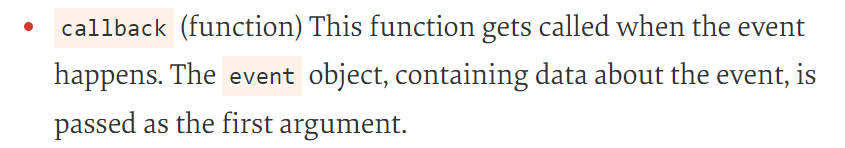 callback (function) This function gets called when the event
happens. The event object, containing data about the event, is
passed as the first argument.